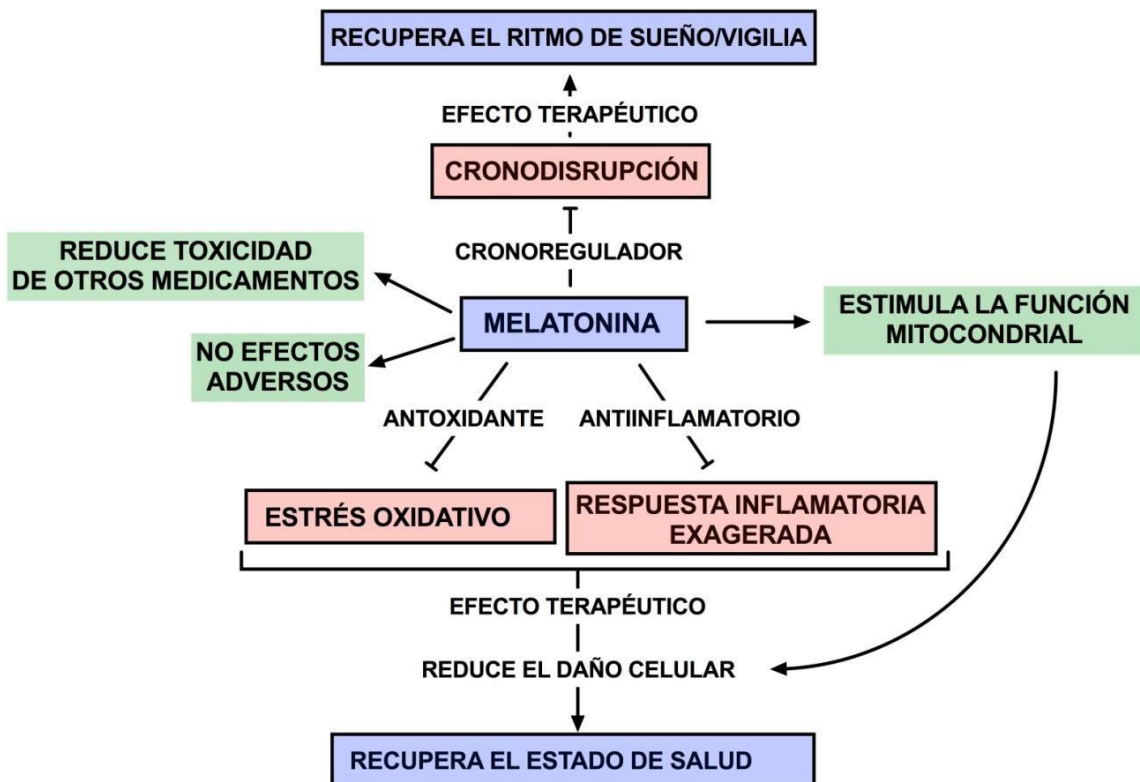 RECUPERA EL RITMO DE SUEÑO/VIGILIA
EFECTO TERAPÉUTICO
CRONODISRUPCIÓN
CRONOREGULADOR
REDUCE TOXICIDAD
DE OTROS MEDICAMENTOS
MELATONINA
ESTIMULA LA FUNCIÓN
MITOCONDRIAL
NO EFECTOS
ADVERSOS
ANTOXIDANTE
ANTIINFLAMATORIO
ESTRÉS OXIDATIVO
RESPUESTA INFLAMATORIA
EXAGERADA
EFECTO TERAPÉUTICO
REDUCE EL DAÑO CELULAR
RECUPERA EL ESTADO DE SALUD